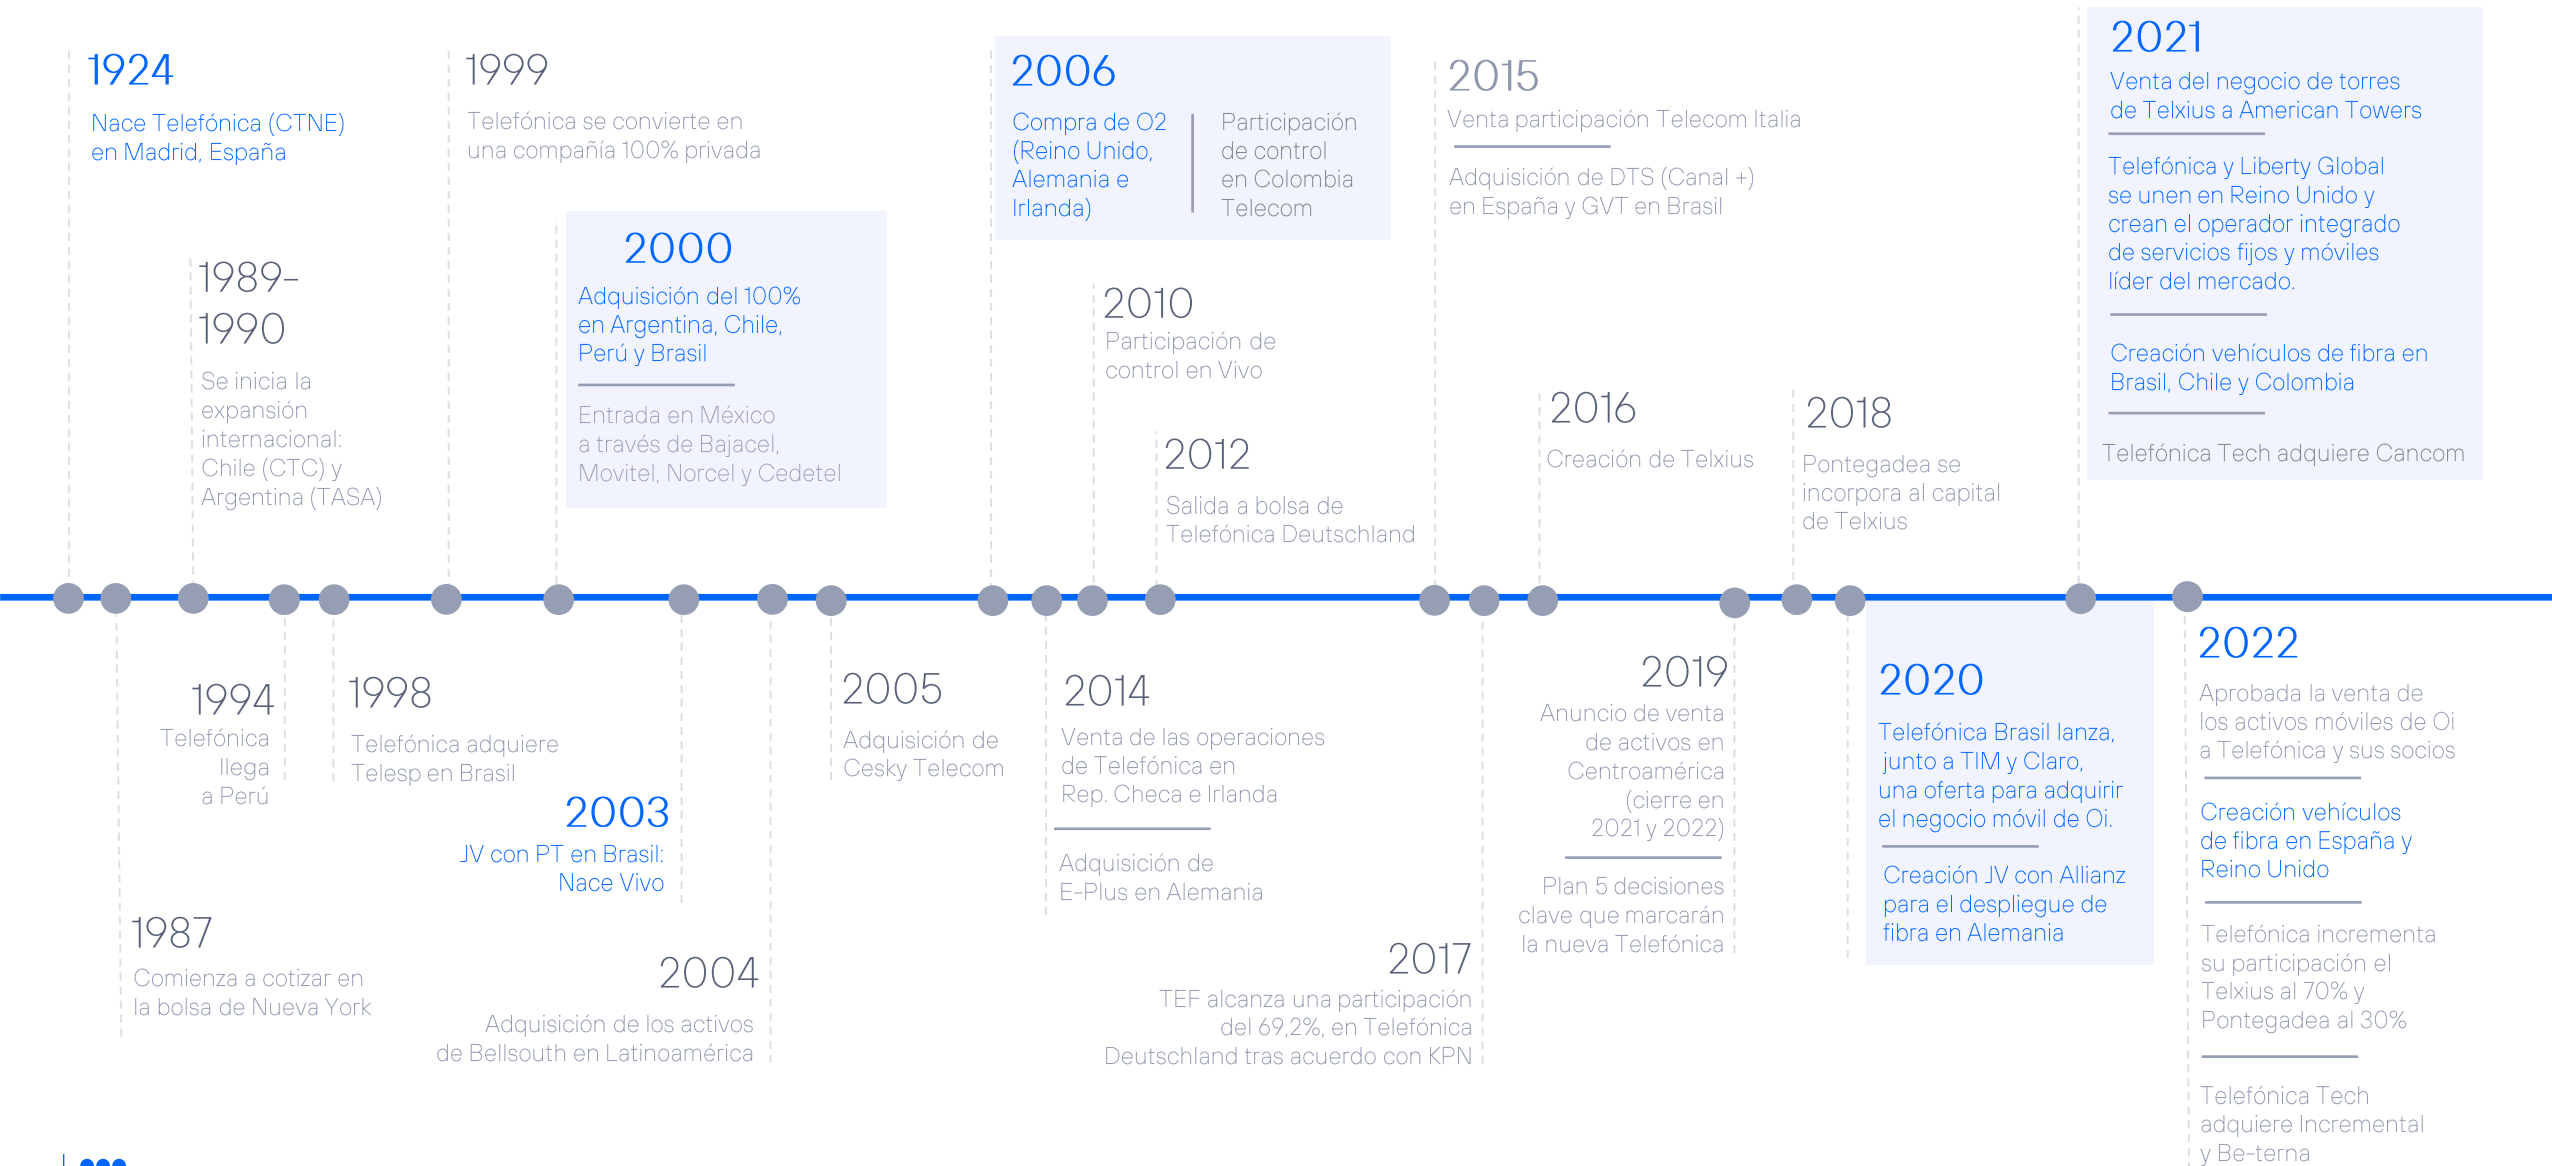 1924
Nace Telefónica (CTNE)
en Madrid, España
1987
Comienza a cotizar en
la bolsa de Nueva York
1989-
1990
Se inicia la
expansión
internacional:
Chile (CTC) y
Argentina (TASA)
1994
Telefónica
llega
a Perú
1998
Telefónica adquiere
Telesp en Brasil
1999
Telefónica se convierte en
una compañía 100% privada
2000
Adquisición del 100%
en Argentina, Chile,
Perú y Brasil
Entrada en México
a través de Bajacel,
Movitel, Norcel y Cedetel
2003
JV con PT en Brasil:
Nace Vivo
2004
Adquisición de los activos
de Bellsouth en Latinoamérica
2005
Adquisición de
Cesky Telecom
2006
Compra de O2
(Reino Unido,
Alemania e
Irlanda)
Participación
de control
en Colombia
Telecom
2014
Venta de las operaciones
de Telefónica en
Rep. Checa e Irlanda
Adquisición de
E-Plus en Alemania
2010
Participación de
control en Vivo
2012
Salida a bolsa de
Telefónica Deutschland
2015
Venta participación Telecom Italia
Adquisición de DTS (Canal +)
en España y GVT en Brasil
2017
TEF alcanza una participación
del 69,2%, en Telefónica
Deutschland tras acuerdo con KPN
2016
Creación de Telxius
2019
Anuncio de venta
de activos en
Centroamérica
(cierre en
2021 y 2022)
Plan 5 decisiones
clave que marcarán
la nueva Telefónica
2018
Pontegadea se
incorpora al capital
de Telxius
2020
Telefónica Brasil lanza,
junto a TIM y Claro,
una oferta para adquirir
el negocio móvil de Oi.
Creación JV con Allianz
para el despliegue de
fibra en Alemania
2021
Venta del negocio de torres
de Telxius a American Towers
Telefónica y Liberty Global
se unen en Reino Unido y
crean el operador integrado
de servicios fijos y móviles
líder del mercado.
Creación vehículos de fibra en
Brasil, Chile y Colombia
Telefónica Tech adquiere Cancom
2022
Aprobada la venta de
los activos móviles de Oi
a Telefónica y sus socios
Creación vehículos
de fibra en España y
Reino Unido
Telefónica incrementa
su participación el
Telxius al 70% y
Pontegadea al 30%
Telefónica Tech
adquiere Incremental
y Be-terna